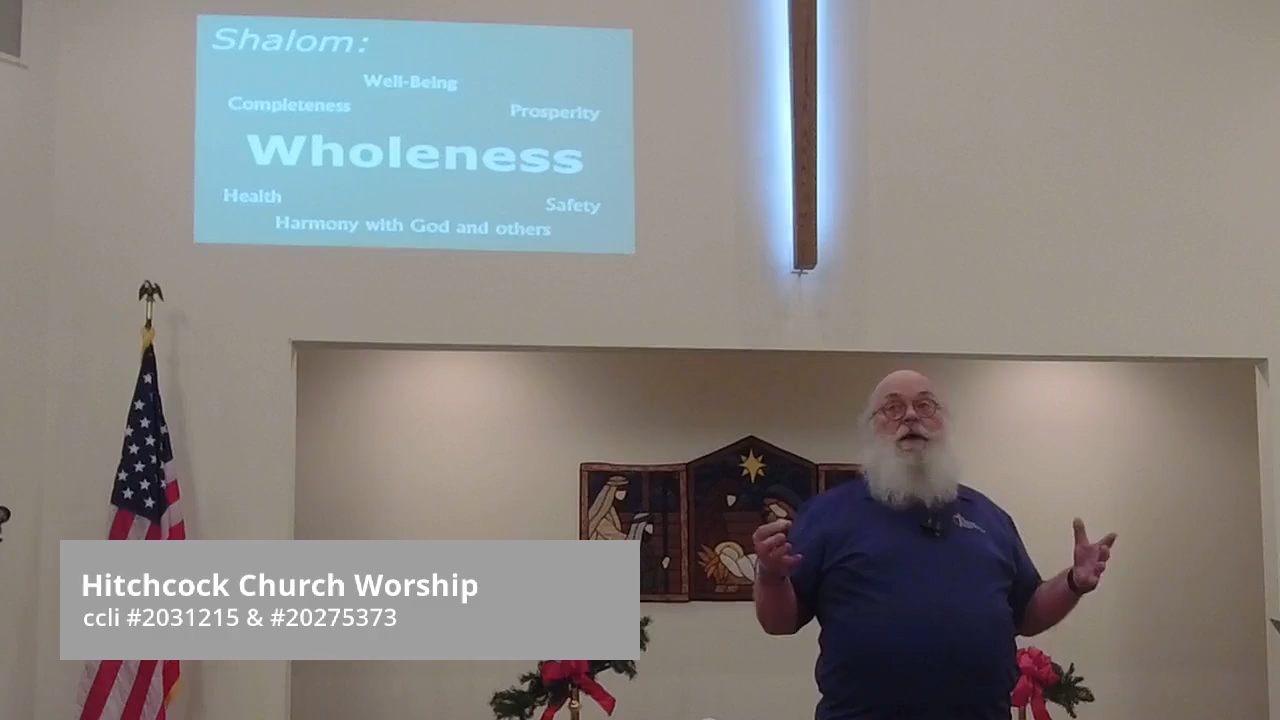 Shalom:
Well-Being
Completeness
Prosperity
Wholeness
Health
Safety
Harmony with God and others
Hitchcock Church Worship
ccli #2031215 & #20275373